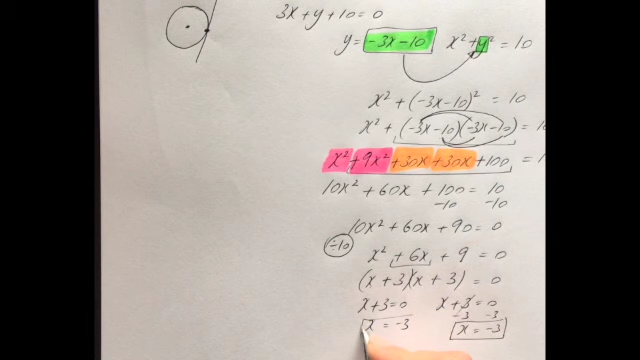 3x + y + 10 = 0
y = -3x - 10 x² + y² = 10
x² + (-3x - 10)² = 10
x² + (-3x - 10)(-3x - 10) = 10
x² + 9x² + 30x + 30x + 100 = 1
10x² + 60x + 100 = 10
-10 -10
10x² + 60x + 90 = 0
÷10
x² + 6x + 9 = 0
(x + 3)(x + 3) = 0
x + 3 = 0 x + 3 = 0
-3 -3
x = -3 x = -3